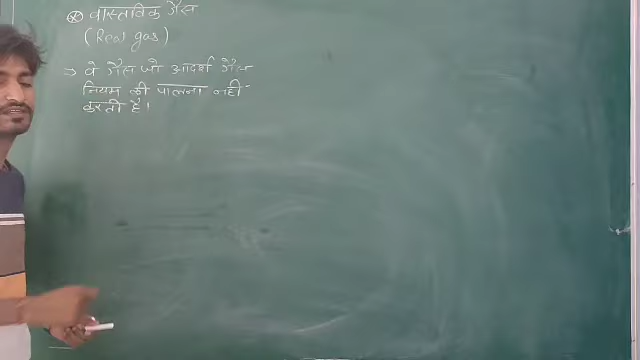 ⊛ वास्तविक गैस
(Real gas)
→ वे गैस जो आदर्श गैस
नियम की पालना नही
करती है।